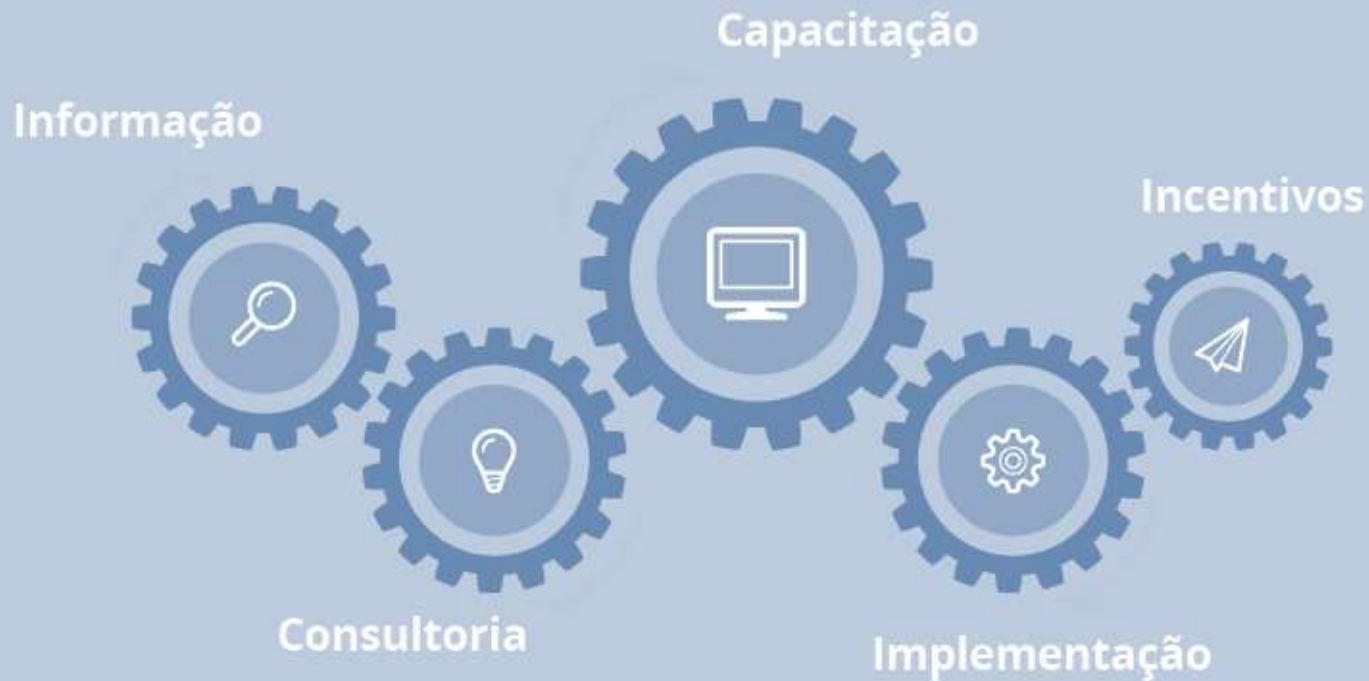 Capacitação
Informação
Incentivos
Consultoria
Implementação